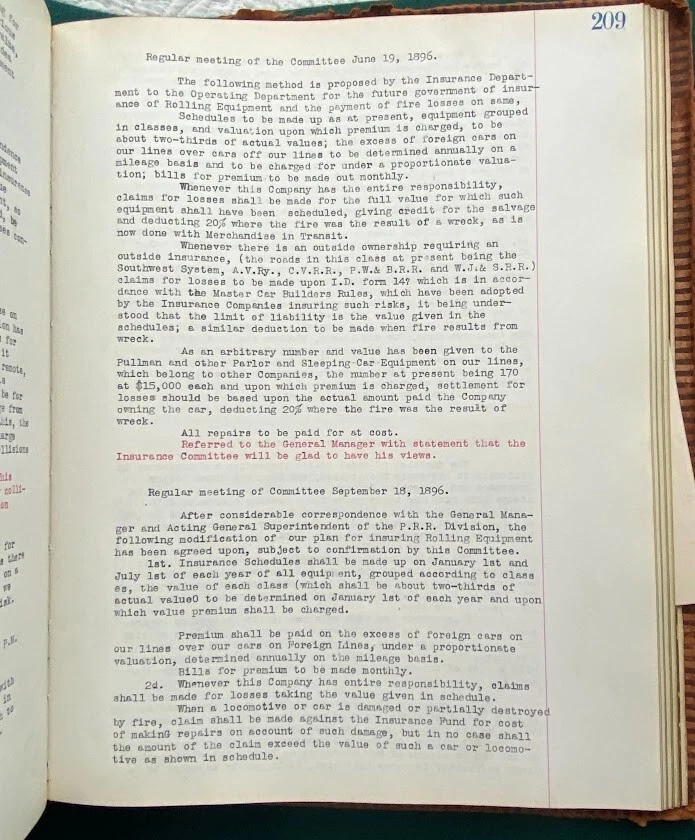 209
Regular meeting of the Committee June 19, 1896.
The following method is proposed by the Insurance Depart-
ment to the Operating Department for the future government of insur-
ance of Rolling Equipment and the payment of fire losses on same,
Schedules to be made up as at present, equipment grouped
in classes, and valuation upon which premium is charged, to be
about two-thirds of actual values; the excess of foreign cars on
our lines over cars off our lines to be determined annually on a
mileage basis and to be charged for under a proportionate valua-
tion; bills for premium to be made out monthly.
Whenever this Company has the entire responsibility,
claims for losses shall be made for the full value for which such
equipment shall have been scheduled, giving credit for the salvage
and deducting 20% where the fire was the result of a wreck, as is
now done with Merchandise in Transit.
Whenever there is an outside ownership requiring an
outside insurance, (the roads in this class at present being the
Southwest System, A.V.Ry., C.V.R.R., P.W.& B.R.R. and W.J.& S.R.R.)
claims for losses to be made upon I.D. form 147 which is in accor-
dance with the Master Car Builders Rules, which have been adopted
by the Insurance Companies insuring such risks, it being under-
stood that the limit of liability is the value given in the
schedules; a similar deduction to be made when fire results from
wreck.
As an arbitrary number and value has been given to the
Pullman and other Parlor and Sleeping-Car-Equipment on our lines,
which belong to other Companies, the number at present being 170
at $15,000 each and upon which premium is charged, settlement for
losses should be based upon the actual amount paid the Company
owning the car, deducting 20% where the fire was the result of
wreck.
All repairs to be paid for at cost.
Referred to the General Manager with statement that the
Insurance Committee will be glad to have his views.
Regular meeting of Committee September 18, 1896.
After considerable correspondence with the General Mana-
ger and Acting General Superintendent of the P.R.R. Division, the
following modification of our plan for insuring Rolling Equipment
has been agreed upon, subject to confirmation by this Committee.
1st. Insurance Schedules shall be made up on January 1st and
July 1st of each year of all equipment, grouped according to class
es, the value of each class (which shall be about two-thirds of
actual value0 to be determined on January 1st of each year and upon
which value premium shall be charged.
Premium shall be paid on the excess of foreign cars on
our lines over our cars on Foreign Lines, under a proportionate
valuation, determined annually on the mileage basis.
Bills for premium to be made monthly.
2d. Whenever this Company has entire responsibility, claims
shall be made for losses taking the value given in schedule.
When a locomotive or car is damaged or partially destroyed
by fire, claim shall be made against the Insurance Fund for cost
of making repairs on account of such damage, but in no case shall
the amount of the claim exceed the value of such a car or locomo-
tive as shown in schedule.